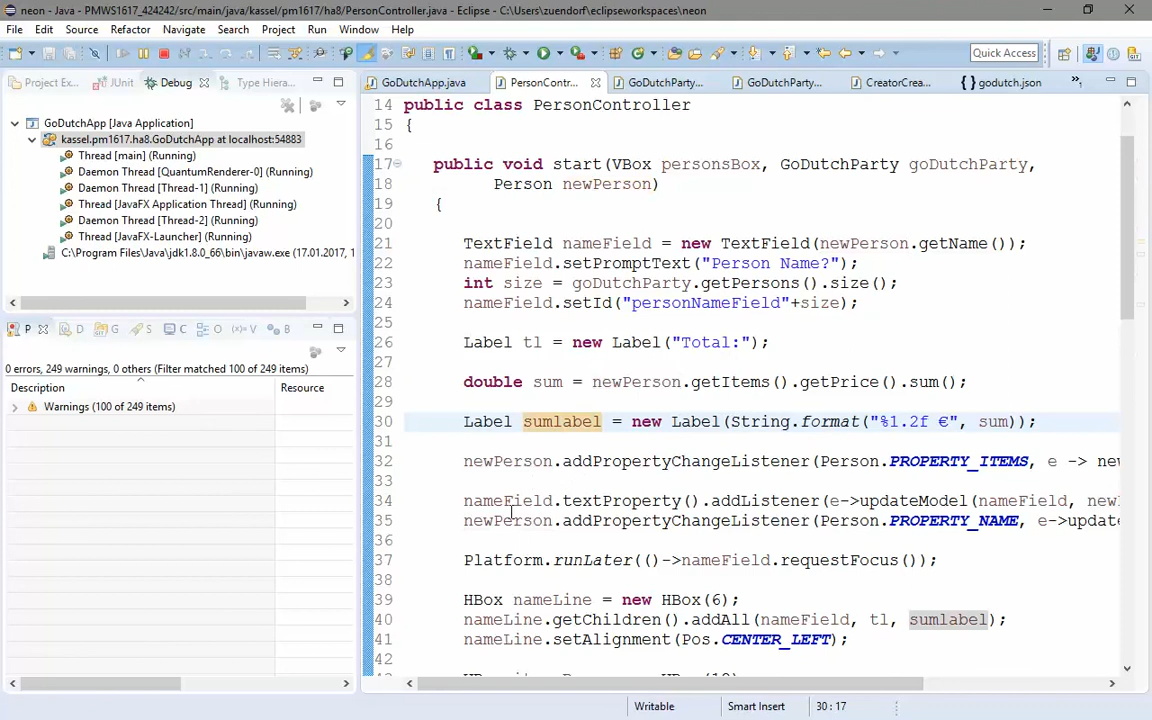 neon - Java - PMWS1617_424242/src/main/java/kassel/pm1617/ha8/PersonController.java - Eclipse - C:\Users\zuendorf\eclipseworkspaces\neon
File Edit Source Refactor Navigate Search Project Run Window Help
Quick Access
Project Ex... JUnit Debug Type Hiera...
GoDutchApp [Java Application]
kassel.pm1617.ha8.GoDutchApp at localhost:54883
Thread [main] (Running)
Daemon Thread [QuantumRenderer-0] (Running)
Daemon Thread [Thread-1] (Running)
Thread [JavaFX Application Thread] (Running)
Daemon Thread [Thread-2] (Running)
Thread [JavaFX-Launcher] (Running)
C:\Program Files\Java\jdk1.8.0_66\bin\javaw.exe (17.01.2017, 1
P D G S C O (x)= V B
0 errors, 249 warnings, 0 others (Filter matched 100 of 249 items)
Description Resource
Warnings (100 of 249 items)
GoDutchApp.java PersonContr... GoDutchParty... GoDutchParty... CreatorCrea... godutch.json
14 public class PersonController
15 {
16
17 public void start(VBox personsBox, GoDutchParty goDutchParty,
18 Person newPerson)
19 {
20
21 TextField nameField = new TextField(newPerson.getName());
22 nameField.setPromptText("Person Name?");
23 int size = goDutchParty.getPersons().size();
24 nameField.setId("personNameField"+size);
25
26 Label tl = new Label("Total:");
27
28 double sum = newPerson.getItems().getPrice().sum();
29
30 Label sumlabel = new Label(String.format("%1.2f €", sum));
31
32 newPerson.addPropertyChangeListener(Person.PROPERTY_ITEMS, e -> new
33
34 nameField.textProperty().addListener(e->updateModel(nameField, newP
35 newPerson.addPropertyChangeListener(Person.PROPERTY_NAME, e->update
36
37 Platform.runLater(()->nameField.requestFocus());
38
39 HBox nameLine = new HBox(6);
40 nameLine.getChildren().addAll(nameField, tl, sumlabel);
41 nameLine.setAlignment(Pos.CENTER_LEFT);
42
Writable Smart Insert 30 : 17